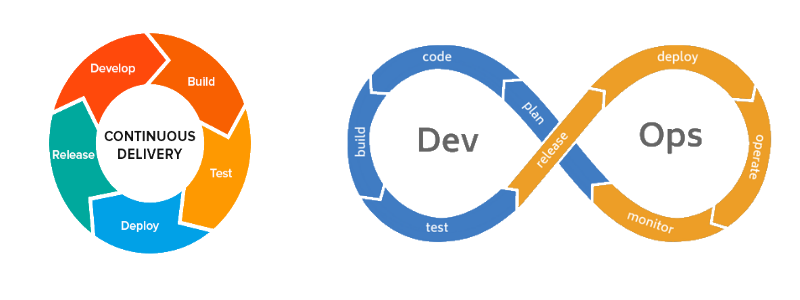 Develop
Build
CONTINUOUS
DELIVERY
Release
Test
Deploy
code
deploy
plan
Dev
Ops
build
release
operate
test
monitor